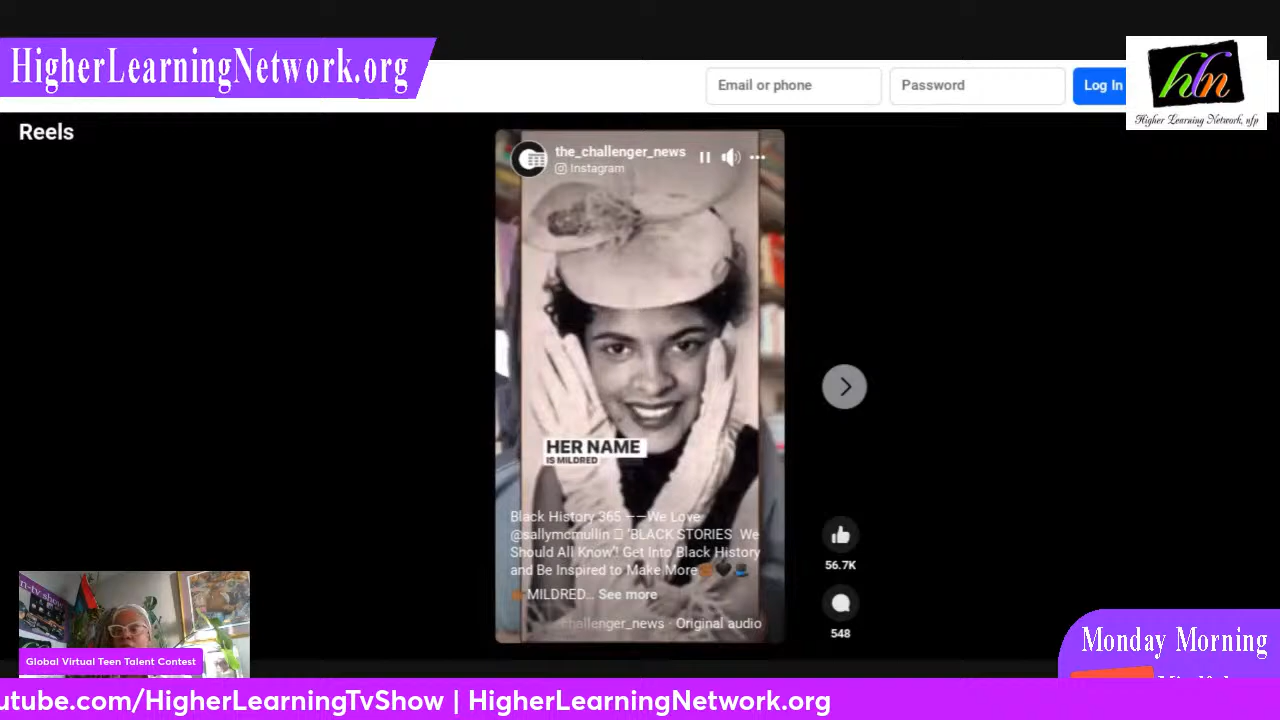 HigherLearningNetwork.org
Email or phone
Password
Log In
hln
Higher Learning Network, nfp
Reels
the_challenger_news
Instagram
HER NAME
IS MILDRED
Black History 365 ——We Love
@sallymcmullin "BLACK STORIES We
Should All Know'! Get Into Black History
and Be Inspired to Make More
MILDRED... See more
challenger_news · Original audio
56.7K
548
Global Virtual Teen Talent Contest
Monday Morning
utube.com/HigherLearningTvShow | HigherLearningNetwork.org